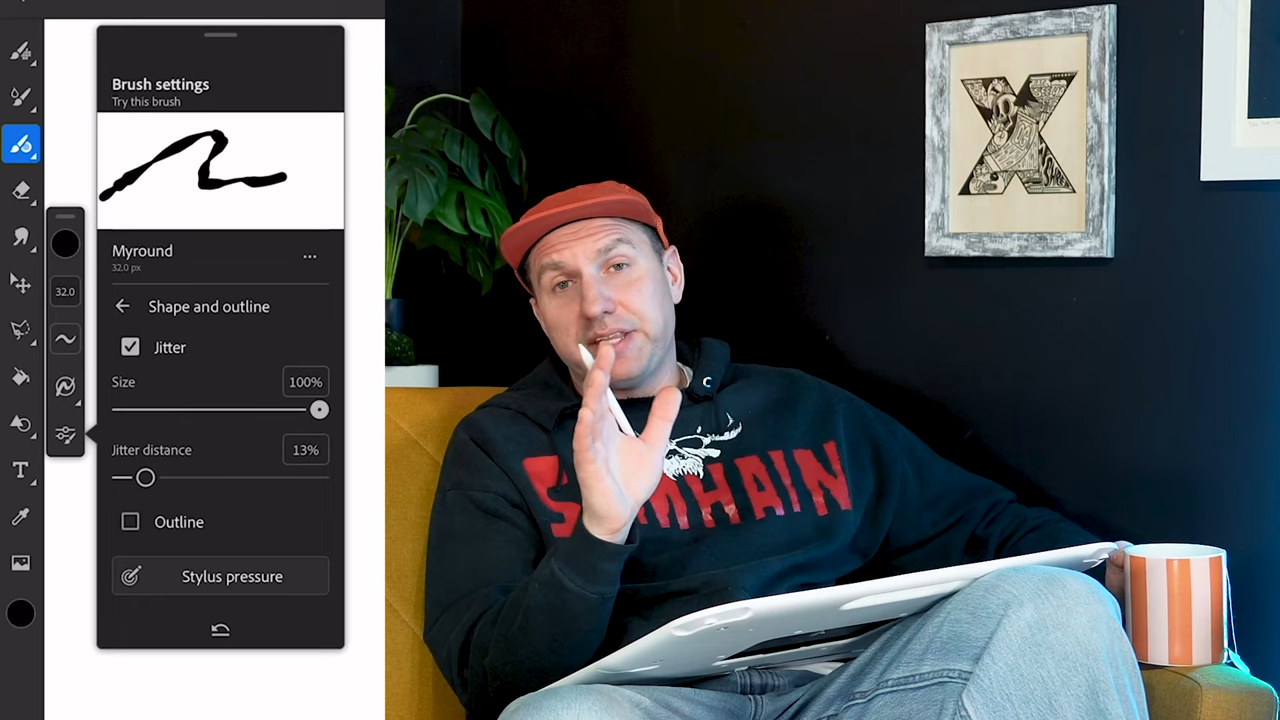 Brush settings
Try this brush
Myround
32.0 px
32.0
Shape and outline
Jitter
Size
100%
Jitter distance
13%
Outline
T
Stylus pressure
X